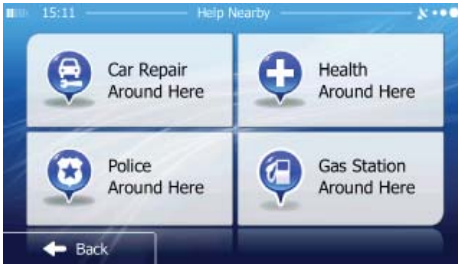 15:11
Help Nearby
Car Repair
Around Here
Health
Around Here
Police
Around Here
Gas Station
Around Here
Back